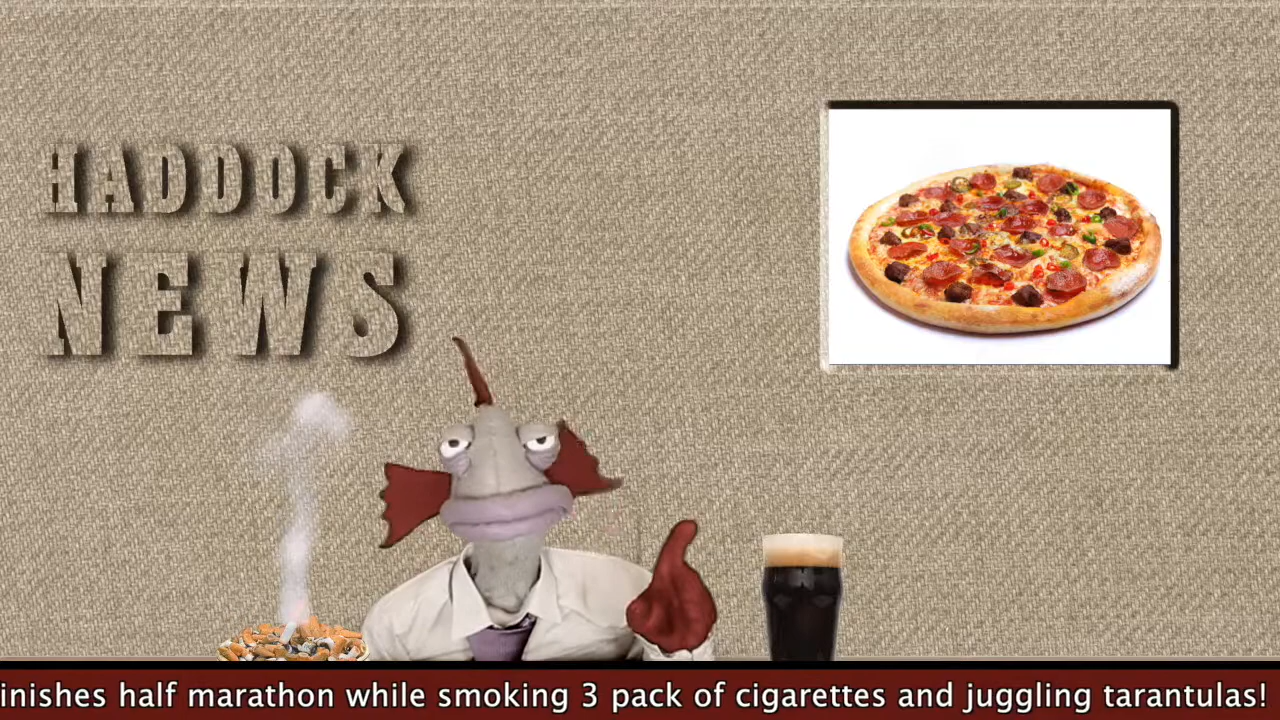 HADDOCK
NEWS
inishes half marathon while smoking 3 pack of cigarettes and juggling tarantulas!